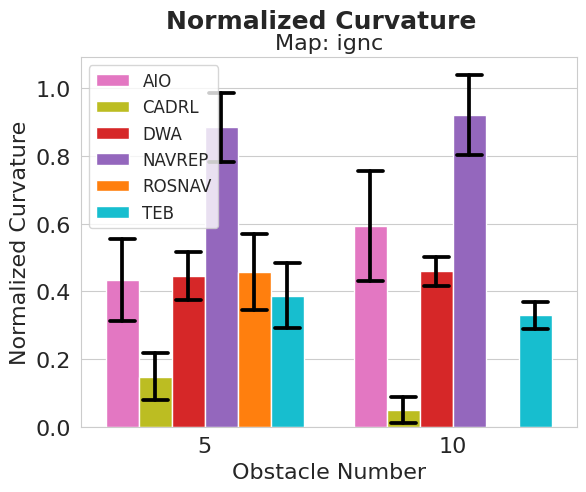 Normalized Curvature
Map: ignc
Normalized Curvature
1.0
0.8
0.6
0.4
0.2
0.0
AIO
CADRL
DWA
NAVREP
ROSNAV
TEB
5
10
Obstacle Number